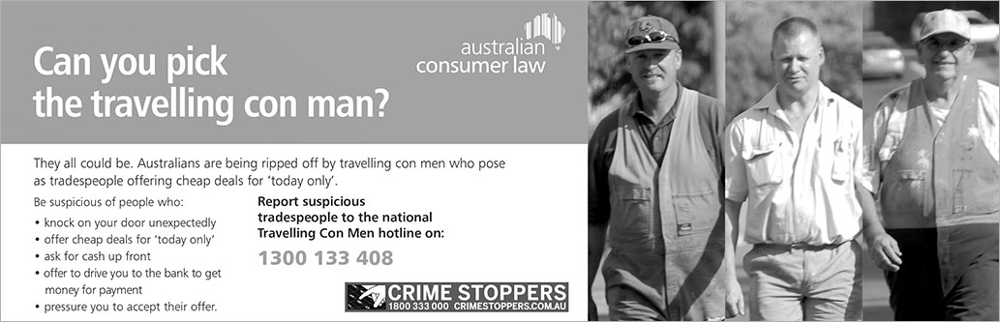 Can you pick
the travelling con man?
australian
consumer law
They all could be. Australians are being ripped off by travelling con men who pose
as tradespeople offering cheap deals for ‘today only’.
Be suspicious of people who:
• knock on your door unexpectedly
• offer cheap deals for ‘today only’
• ask for cash up front
• offer to drive you to the bank to get
money for payment
• pressure you to accept their offer.
Report suspicious
tradespeople to the national
Travelling Con Men hotline on:
1300 133 408
CRIME STOPPERS
1800 333 000 CRIMESTOPPERS.COM.AU